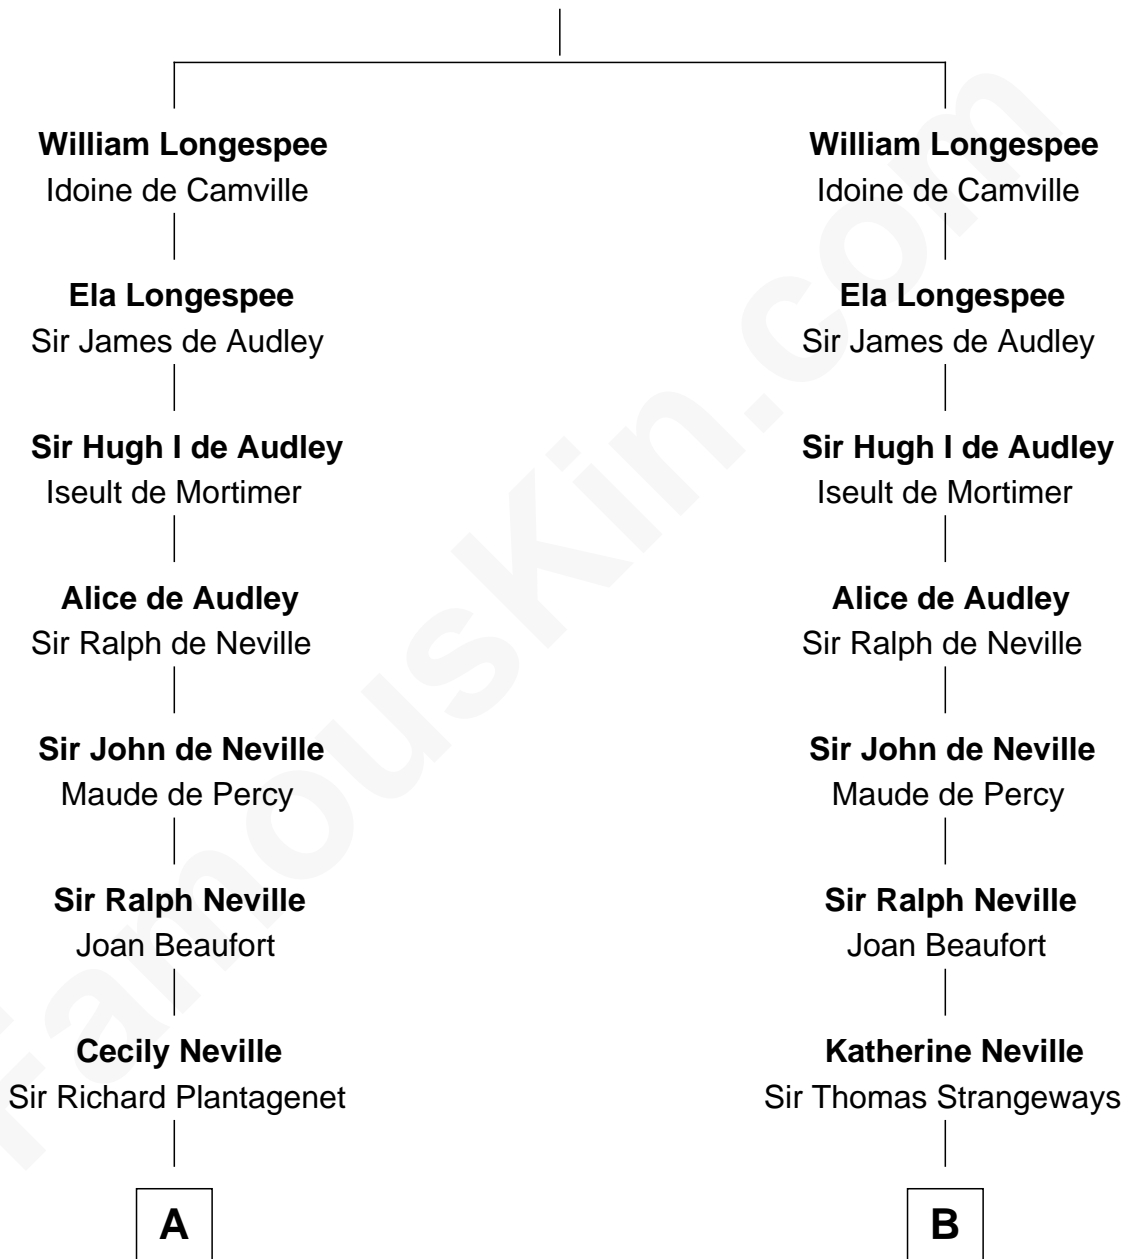 William Longespee
Idoine de Camville
Ela Longespee
Sir James de Audley
Sir Hugh I de Audley
Iseult de Mortimer
Alice de Audley
Sir Ralph de Neville
Sir John de Neville
Maude de Percy
Sir Ralph Neville
Joan Beaufort
Cecily Neville
Sir Richard Plantagenet
A
William Longespee
Idoine de Camville
Ela Longespee
Sir James de Audley
Sir Hugh I de Audley
Iseult de Mortimer
Alice de Audley
Sir Ralph de Neville
Sir John de Neville
Maude de Percy
Sir Ralph Neville
Joan Beaufort
Katherine Neville
Sir Thomas Strangeways
B
FamousKin.com